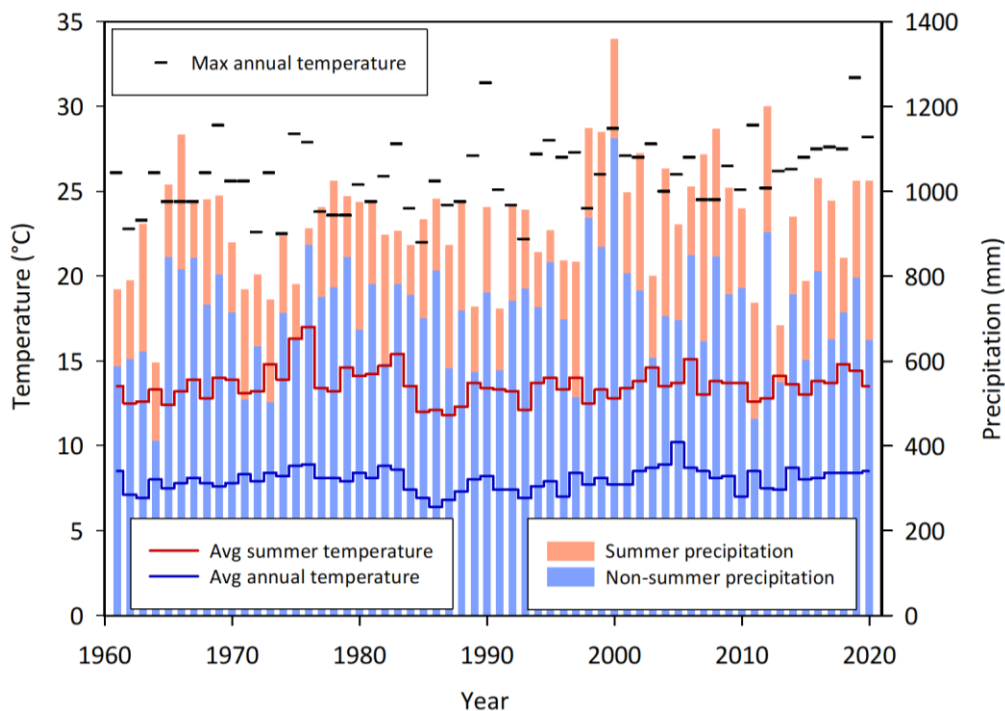 35
30
25
20
15
10
5
0
Temperature (°C)
1400
1200
1000
800
600
400
200
0
Precipitation (mm)
Max annual temperature
Avg summer temperature
Avg annual temperature
Summer precipitation
Non-summer precipitation
1960 1970 1980 1990 2000 2010 2020
Year